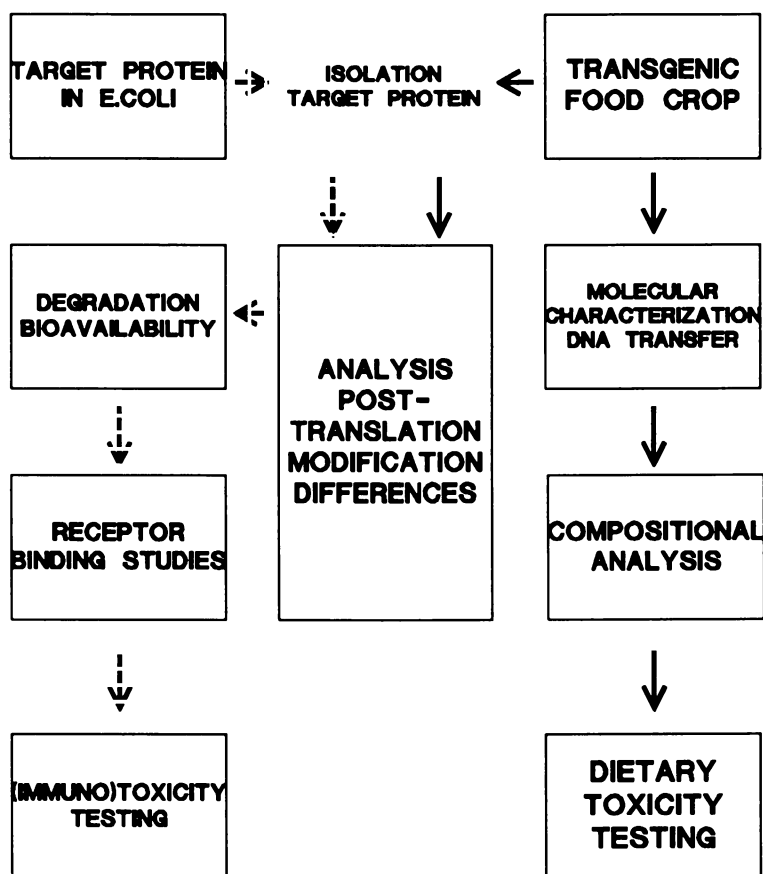 TARGET PROTEIN
IN E.COLI
ISOLATION
TARGET PROTEIN
TRANSGENIC
FOOD CROP
DEGRADATION
BIOAVAILABILITY
ANALYSIS
POST-
TRANSLATION
MODIFICATION
DIFFERENCES
MOLECULAR
CHARACTERIZATION
DNA TRANSFER
RECEPTOR
BINDING STUDIES
COMPOSITIONAL
ANALYSIS
(IMMUNO)TOXICITY
TESTING
DIETARY
TOXICITY
TESTING